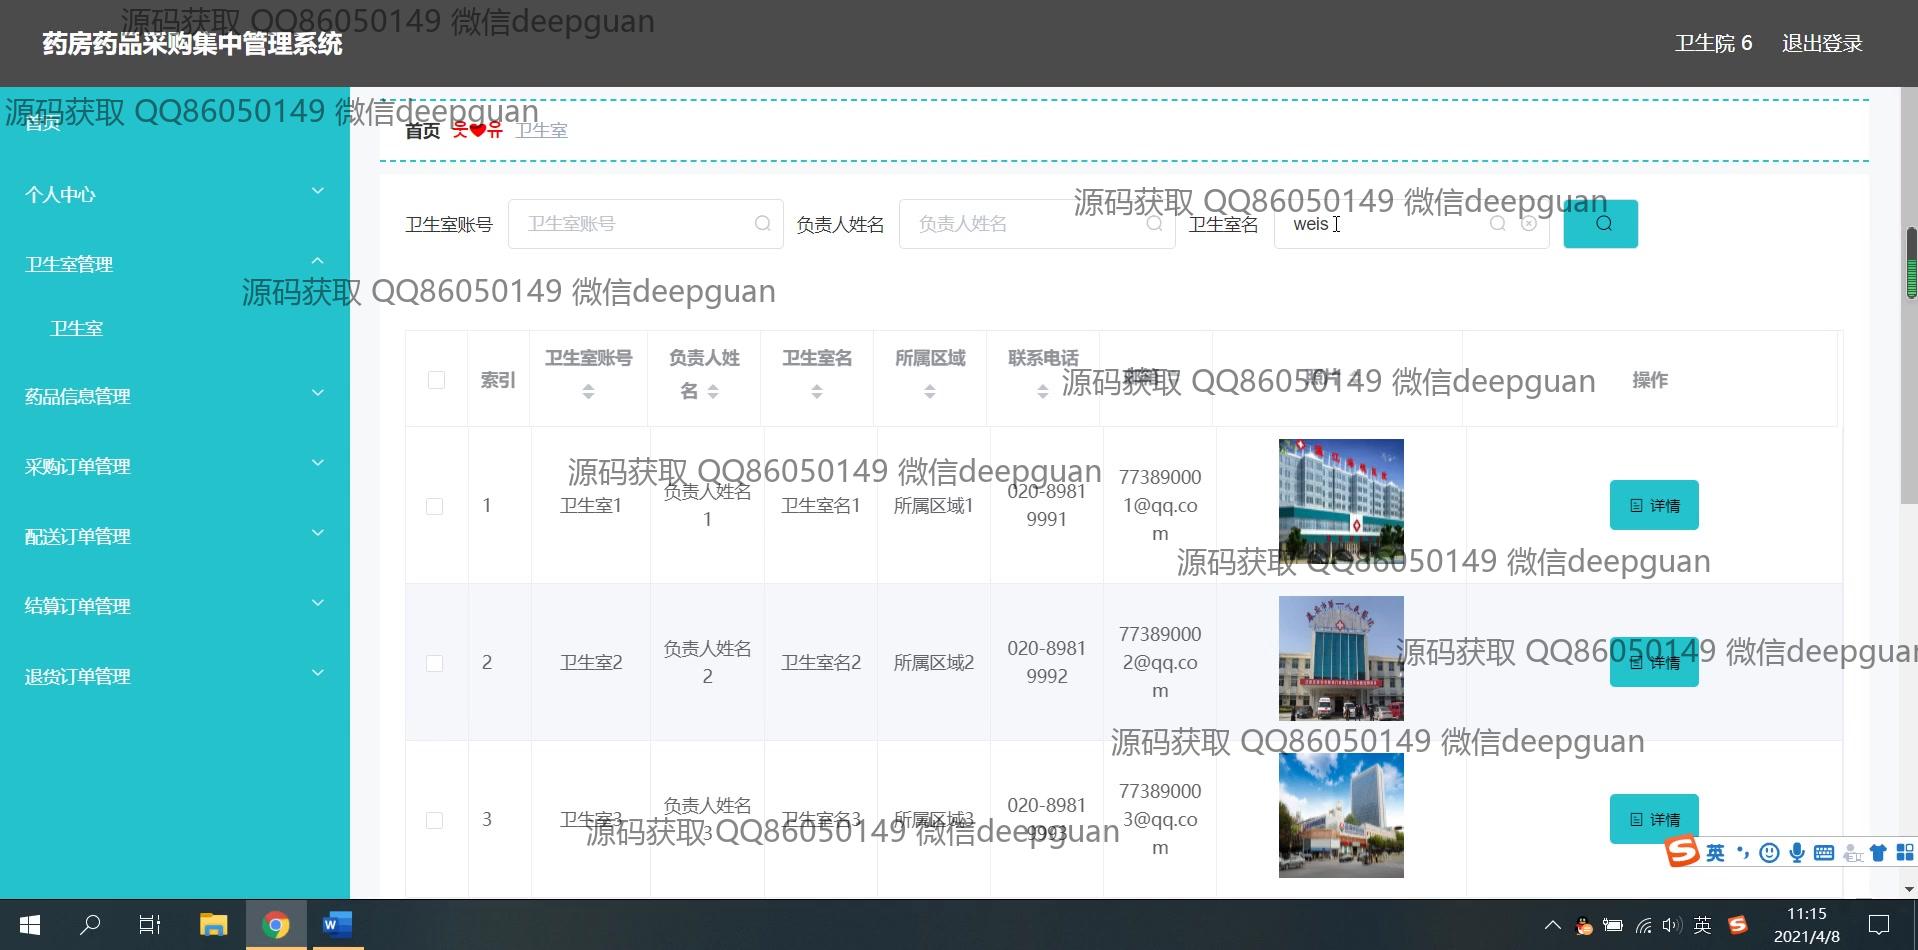 源码获取 QQ86050149 微信deepguan
药房药品采购集中管理系统
卫生院 6
退出登录
源码获取 QQ86050149 微信deepguan
首页
首页 웃❤유 卫生室
个人中心
源码获取 QQ86050149 微信deepguan
卫生室账号 卫生室账号 负责人姓名 负责人姓名 卫生室名 weis
卫生室管理
源码获取 QQ86050149 微信deepguan
卫生室
药品信息管理
采购订单管理
配送订单管理
结算订单管理
退货订单管理
索引 卫生室账号 负责人姓名 卫生室名 所属区域 联系电话 邮箱 照片 操作
源码获取 QQ86050149 微信deepguan
源码获取 QQ86050149 微信deepguan
1 卫生室1 负责人姓名1 卫生室名1 所属区域1 020-89819991 773890001@qq.com 详情
源码获取 QQ86050149 微信deepguan
2 卫生室2 负责人姓名2 卫生室名2 所属区域2 020-89819992 773890002@qq.com 详情
源码获取 QQ86050149 微信deepguan
源码获取 QQ86050149 微信deepguan
3 卫生室3 负责人姓名3 卫生室名3 所属区域3 020-89819993 773890003@qq.com 详情
源码获取 QQ86050149 微信deepguan
英
英
11:15
2021/4/8